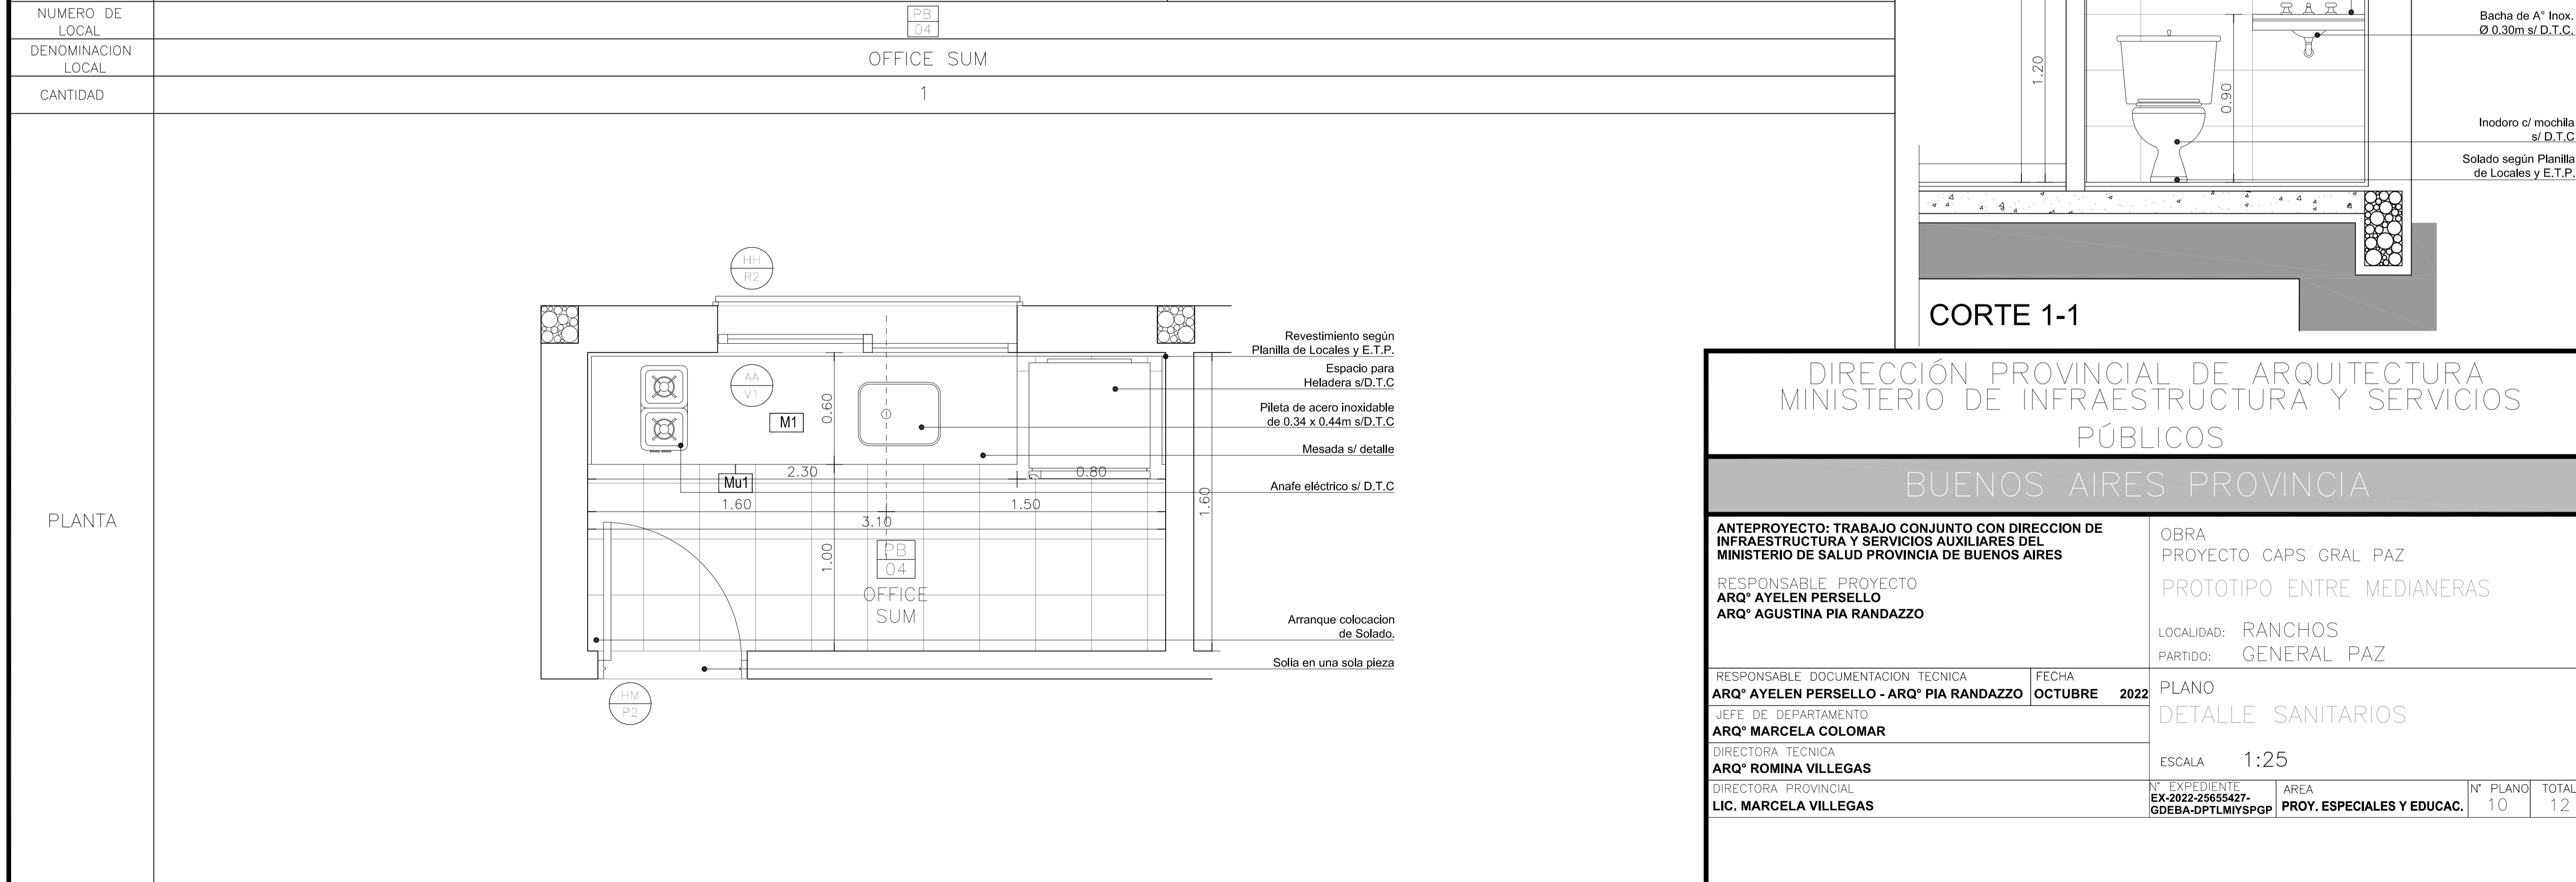 NUMERO DE
LOCAL
PB
04
DENOMINACION
LOCAL
OFFICE SUM
CANTIDAD
1
PLANTA
HH
R2
AA
V1
M1
0.60
2.30
0.80
Mu1
1.60
1.50
3.10
1.60
1.00
PB
04
OFFICE
SUM
HM
P2
Revestimiento según
Planilla de Locales y E.T.P.
Espacio para
Heladera s/D.T.C
Pileta de acero inoxidable
de 0.34 x 0.44m s/D.T.C
Mesada s/ detalle
Anafe eléctrico s/ D.T.C
Arranque colocacion
de Solado.
Solia en una sola pieza
1.20
0.90
Bacha de A° Inox.
Ø 0.30m s/ D.T.C.
Inodoro c/ mochila
s/ D.T.C
Solado según Planilla
de Locales y E.T.P.
CORTE 1-1
DIRECCIÓN PROVINCIAL DE ARQUITECTURA
MINISTERIO DE INFRAESTRUCTURA Y SERVICIOS
PÚBLICOS
BUENOS AIRES PROVINCIA
ANTEPROYECTO: TRABAJO CONJUNTO CON DIRECCION DE
INFRAESTRUCTURA Y SERVICIOS AUXILIARES DEL
MINISTERIO DE SALUD PROVINCIA DE BUENOS AIRES
RESPONSABLE PROYECTO
ARQ° AYELEN PERSELLO
ARQ° AGUSTINA PIA RANDAZZO
OBRA
PROYECTO CAPS GRAL PAZ
PROTOTIPO ENTRE MEDIANERAS
LOCALIDAD: RANCHOS
PARTIDO: GENERAL PAZ
RESPONSABLE DOCUMENTACION TECNICA
ARQ° AYELEN PERSELLO - ARQ° PIA RANDAZZO
FECHA
OCTUBRE 2022
JEFE DE DEPARTAMENTO
ARQ° MARCELA COLOMAR
DIRECTORA TECNICA
ARQ° ROMINA VILLEGAS
DIRECTORA PROVINCIAL
LIC. MARCELA VILLEGAS
PLANO
DETALLE SANITARIOS
ESCALA 1:25
N° EXPEDIENTE
EX-2022-25655427-
GDEBA-DPTLMIYSPGP
AREA
PROY. ESPECIALES Y EDUCAC.
N° PLANO
10
TOTAL
12